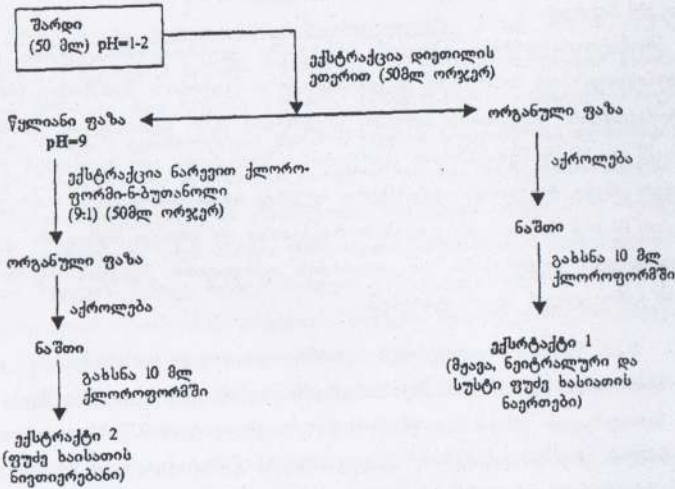 შარდი
(50 მლ) pH=1-2
ექსტრაქცია დიეთილის
ეთერით (50მლ ორჯერ)
წყლიანი ფაზა
pH=9
ორგანული ფაზა
ექსტრაქცია ნარევით ქლორო-
ფორმი-ნ-ბუთანოლი
(9:1) (50მლ ორჯერ)
აქროლება
ნაშთი
ორგანული ფაზა
გახსნა 10 მლ
ქლოროფორმში
აქროლება
ნაშთი
ექსრტაქტი 1
(მჟავა, ნეიტრალური და
სუსტი ფუძე ხასიათის
ნაერთები)
გახსნა 10 მლ
ქლოროფორმში
ექსტრაქტი 2
(ფუძე ხაისათის
ნივთიერებანი)